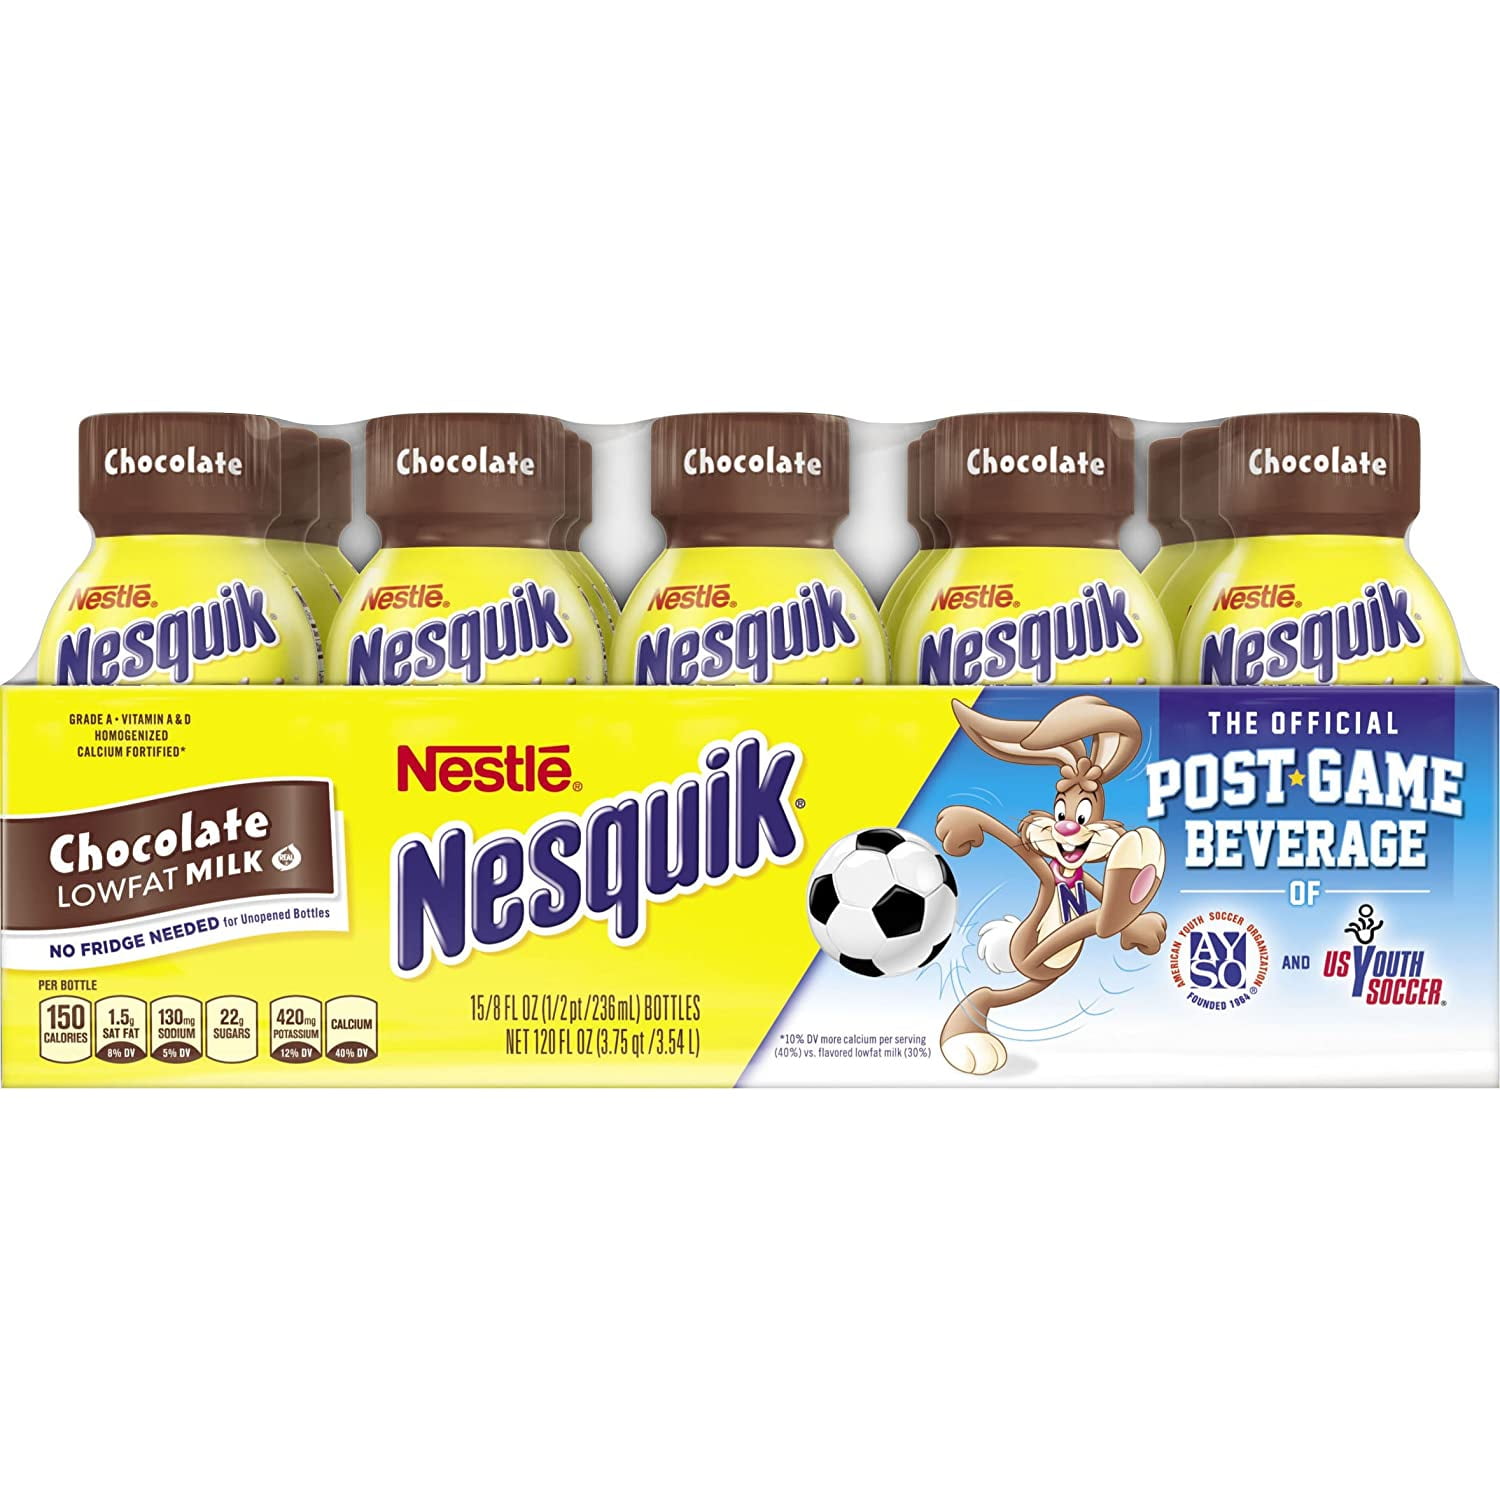 Chocolate
Chocolate
Chocolate
Chocolate
Chocolate
Nestlé®
Nesquik
Nestlé®
Nesquik
Nestlé®
Nesquik
Nestlé®
Nesquik
Nestlé®
Nesquik
GRADE A • VITAMIN A & D
HOMOGENIZED
CALCIUM FORTIFIED*
Chocolate
LOWFAT MILK REAL
NO FRIDGE NEEDED for Unopened Bottles
PER BOTTLE
150
CALORIES
1.5g
SAT FAT
8% DV
130mg
SODIUM
5% DV
22g
SUGARS
420mg
POTASSIUM
12% DV
CALCIUM
40% DV
Nestlé®
Nesquik®
15/8 FL OZ (1/2 pt/236 mL) BOTTLES
NET 120 FL OZ (3.75 qt/3.54 L)
N
*10% DV more calcium per serving
(40%) vs. flavored lowfat milk (30%)
THE OFFICIAL
POST★GAME
BEVERAGE
OF
AMERICAN YOUTH SOCCER ORGANIZATION
AY
SO
FOUNDED 1964®
AND
US YOUTH
SOCCER®